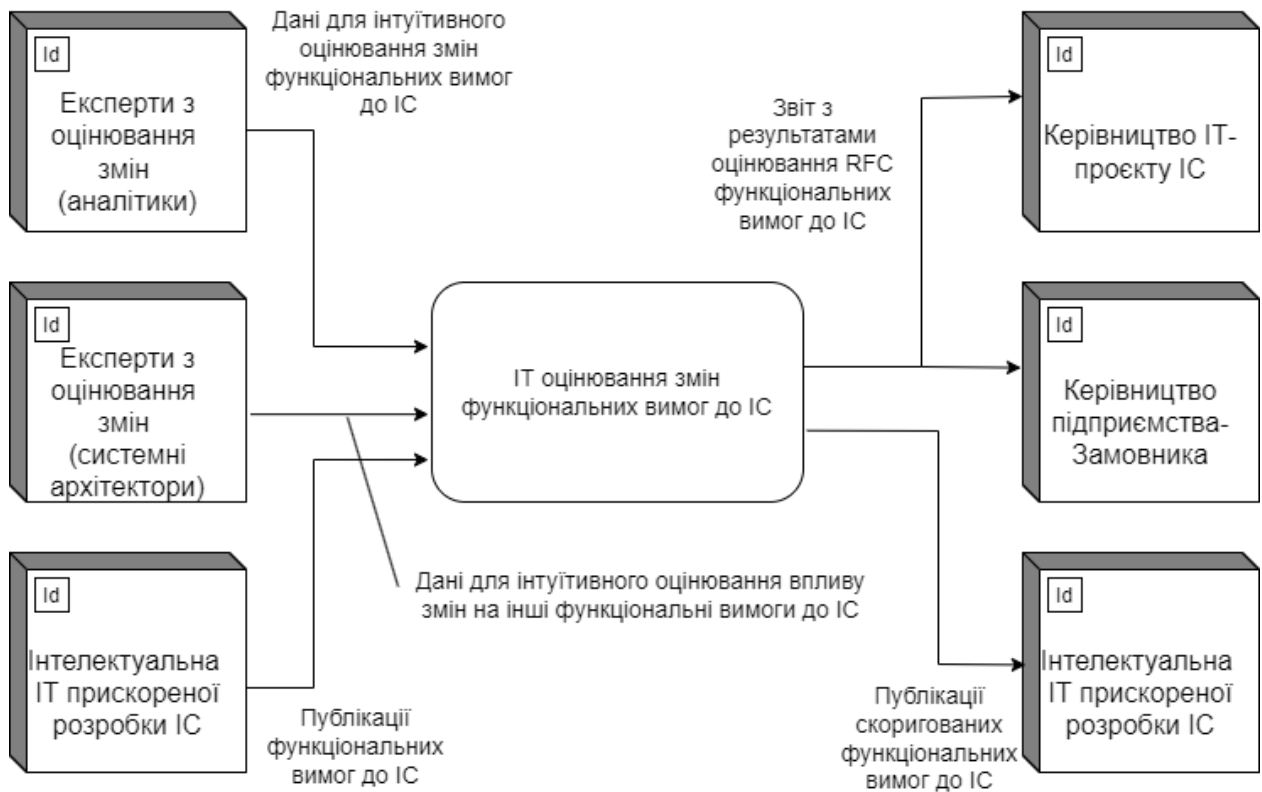 Id
Експерти з
оцінювання
змін
(аналітики)
Дані для інтуїтивного
оцінювання змін
функціональних вимог
до ІС
Звіт з
результатами
оцінювання RFC
функціональних
вимог до ІС
Id
Керівництво ІТ-
проєкту ІС
Id
Експерти з
оцінювання
змін
(системні
архітектори)
ІТ оцінювання змін
функціональних вимог до ІС
Id
Керівництво
підприємства-
Замовника
Id
Інтелектуальна
ІТ прискореної
розробки ІС
Дані для інтуїтивного оцінювання впливу
змін на інші функціональні вимоги до ІС
Публікації
функціональних
вимог до ІС
Публікації
скоригованих
функціональних
вимог до ІС
Id
Інтелектуальна
ІТ прискореної
розробки ІС